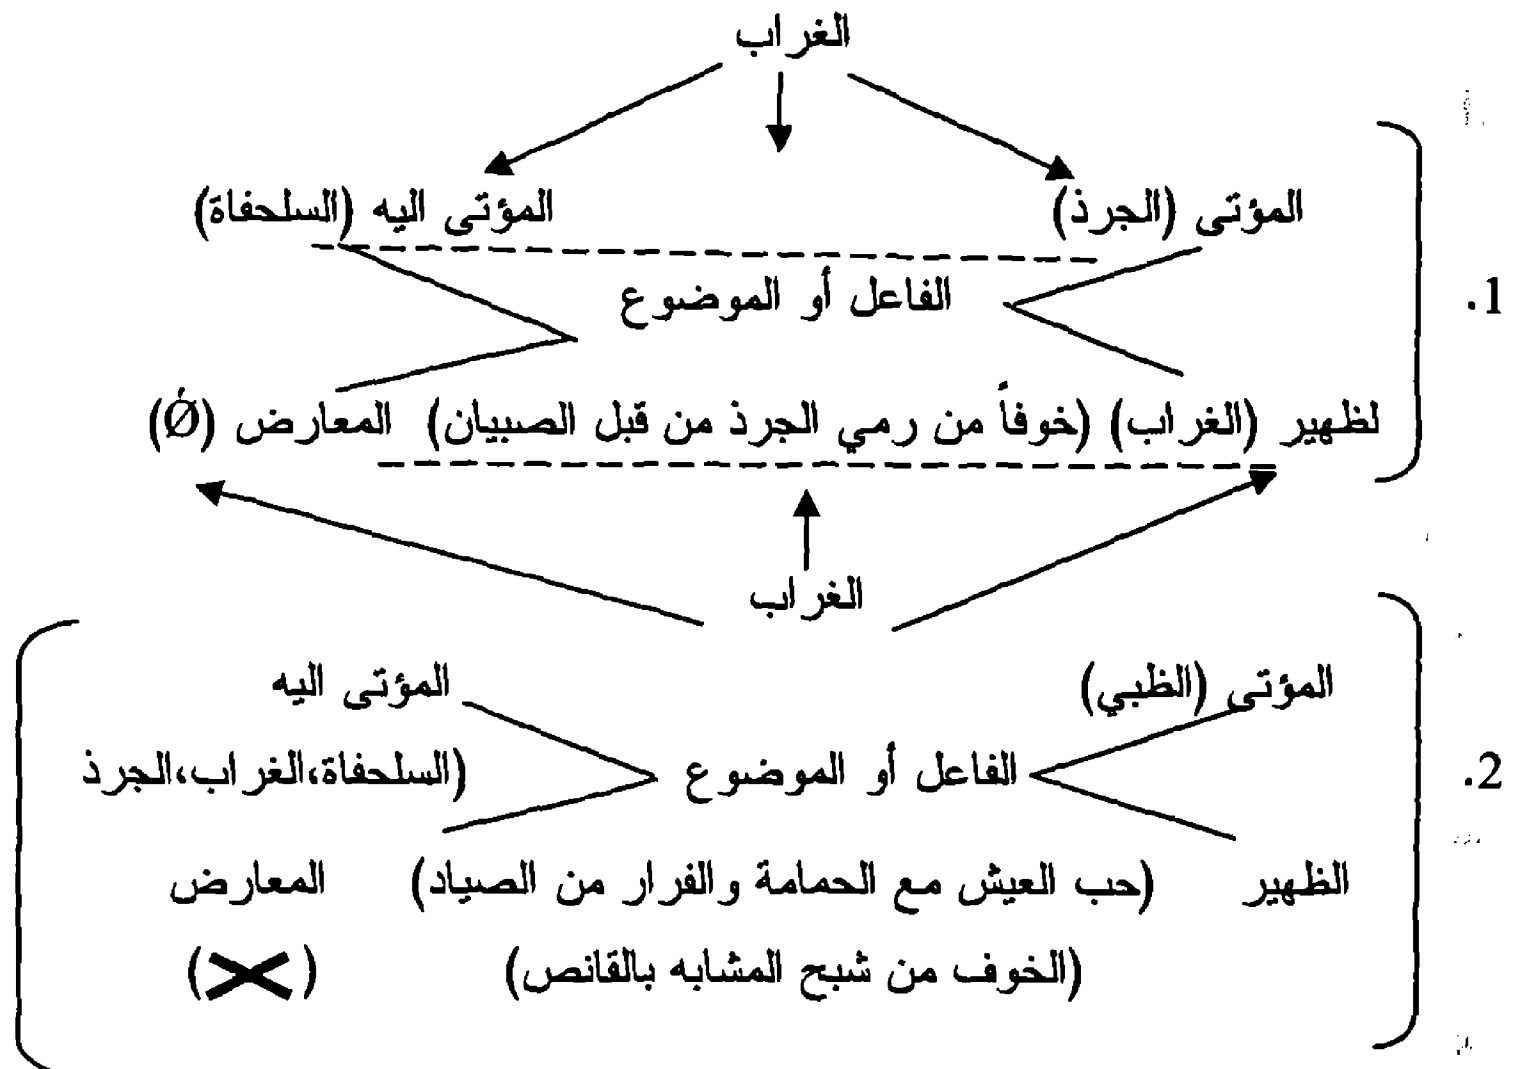 الغراب
المؤتى (الجرذ) المؤتى اليه (السلحفاة)
1. الفاعل أو الموضوع
لظهير (الغراب) (خوفاً من رمي الجرذ من قبل الصبيان) المعارض (Ǿ)
الغراب
المؤتى (الظبي) المؤتى اليه
2. الفاعل أو الموضوع (السلحفاة،الغراب،الجرذ
الظهير (حب العيش مع الحمامة والفرار من الصياد) المعارض
(الخوف من شبح المشابه بالقانص) (X)